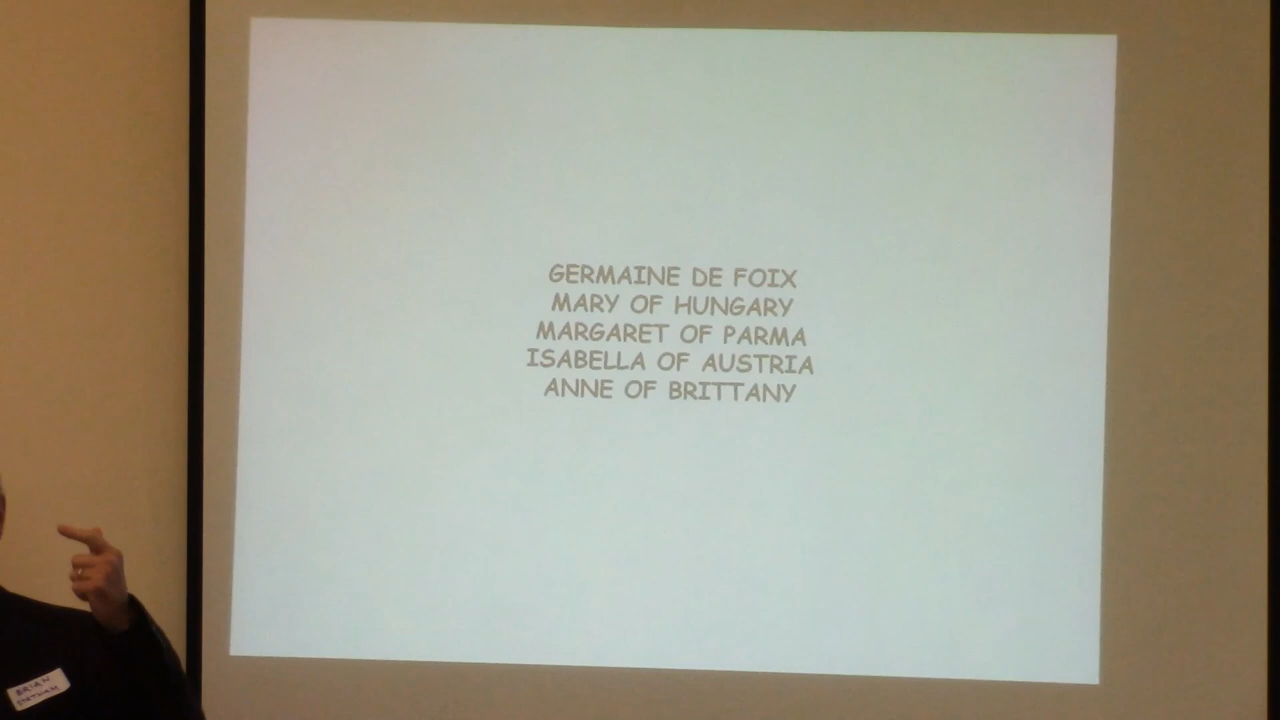 GERMAINE DE FOIX
MARY OF HUNGARY
MARGARET OF PARMA
ISABELLA OF AUSTRIA
ANNE OF BRITTANY
BRIAN